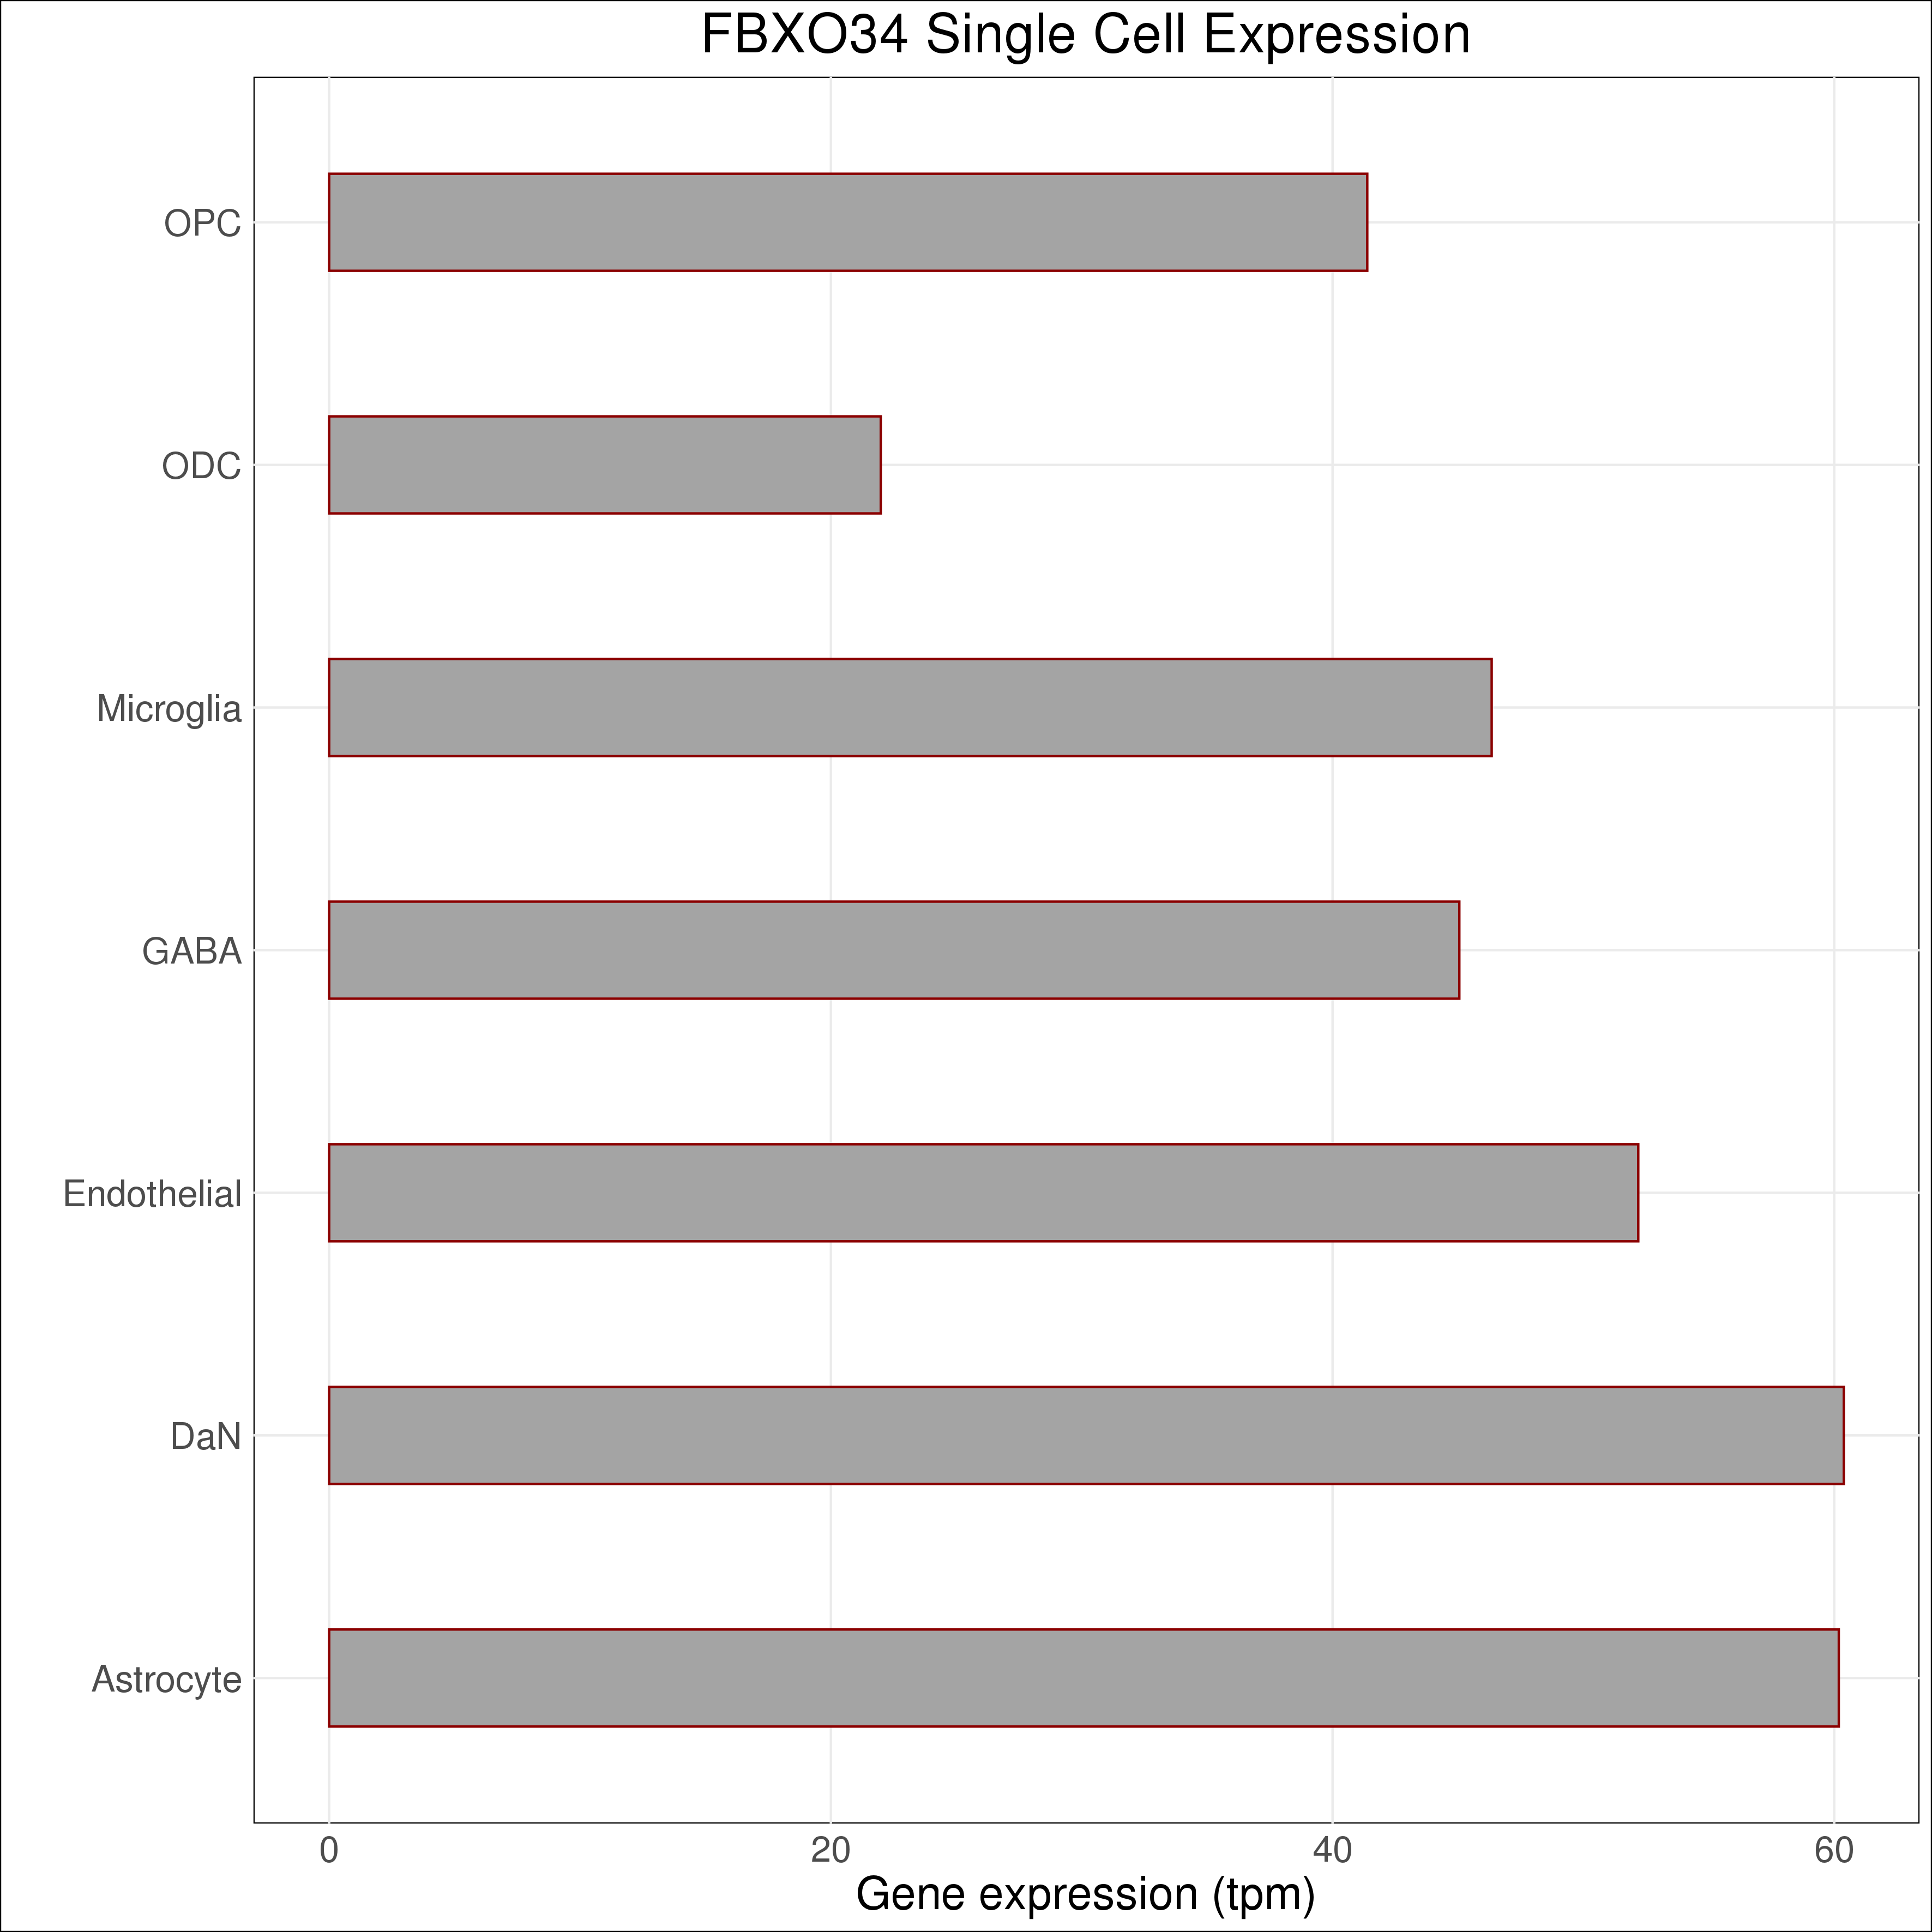 FBXO34 Single Cell Expression
OPC
ODC
Microglia
GABA
Endothelial
DaN
Astrocyte
0 20 40 60
Gene expression (tpm)